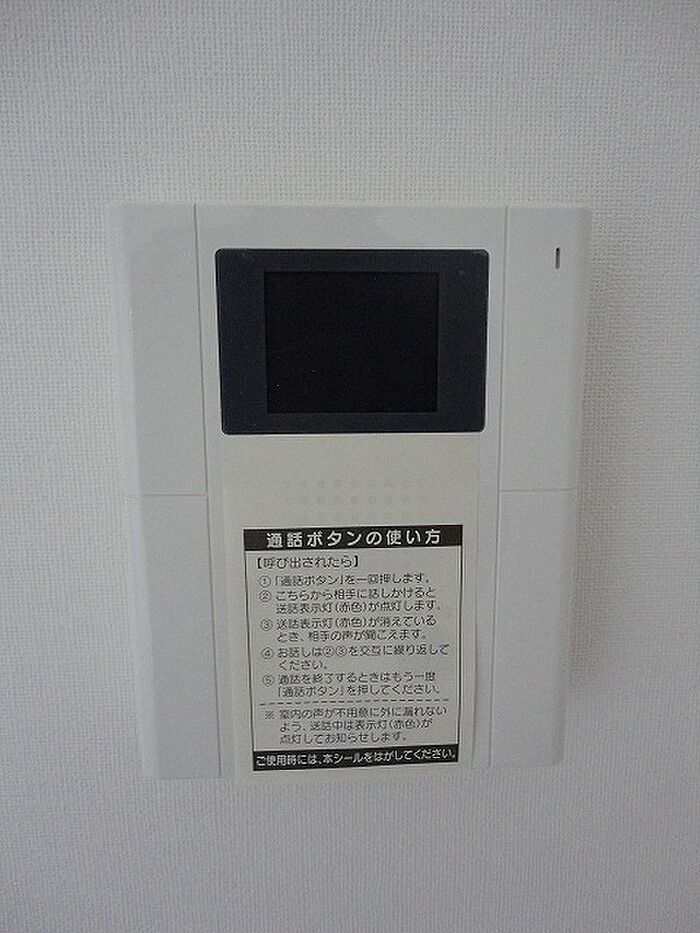 通話ボタンの使い方
【呼び出されたら】
① 「通話ボタン」を一回押します。
② こちらから相手に話しかけると
送話表示灯(赤色)が点灯します。
③ 送話表示灯(赤色)が消えている
とき、相手の声が聞こえます。
④ お話しは②③を交互に繰り返して
ください。
⑤ 通話を終了するときはもう一度
「通話ボタン」を押してください。
※ 室内の声が不用意に外に漏れない
よう、送話中は表示灯(赤色)が
点灯してお知らせします。
ご使用時には、本シールをはがしてください。